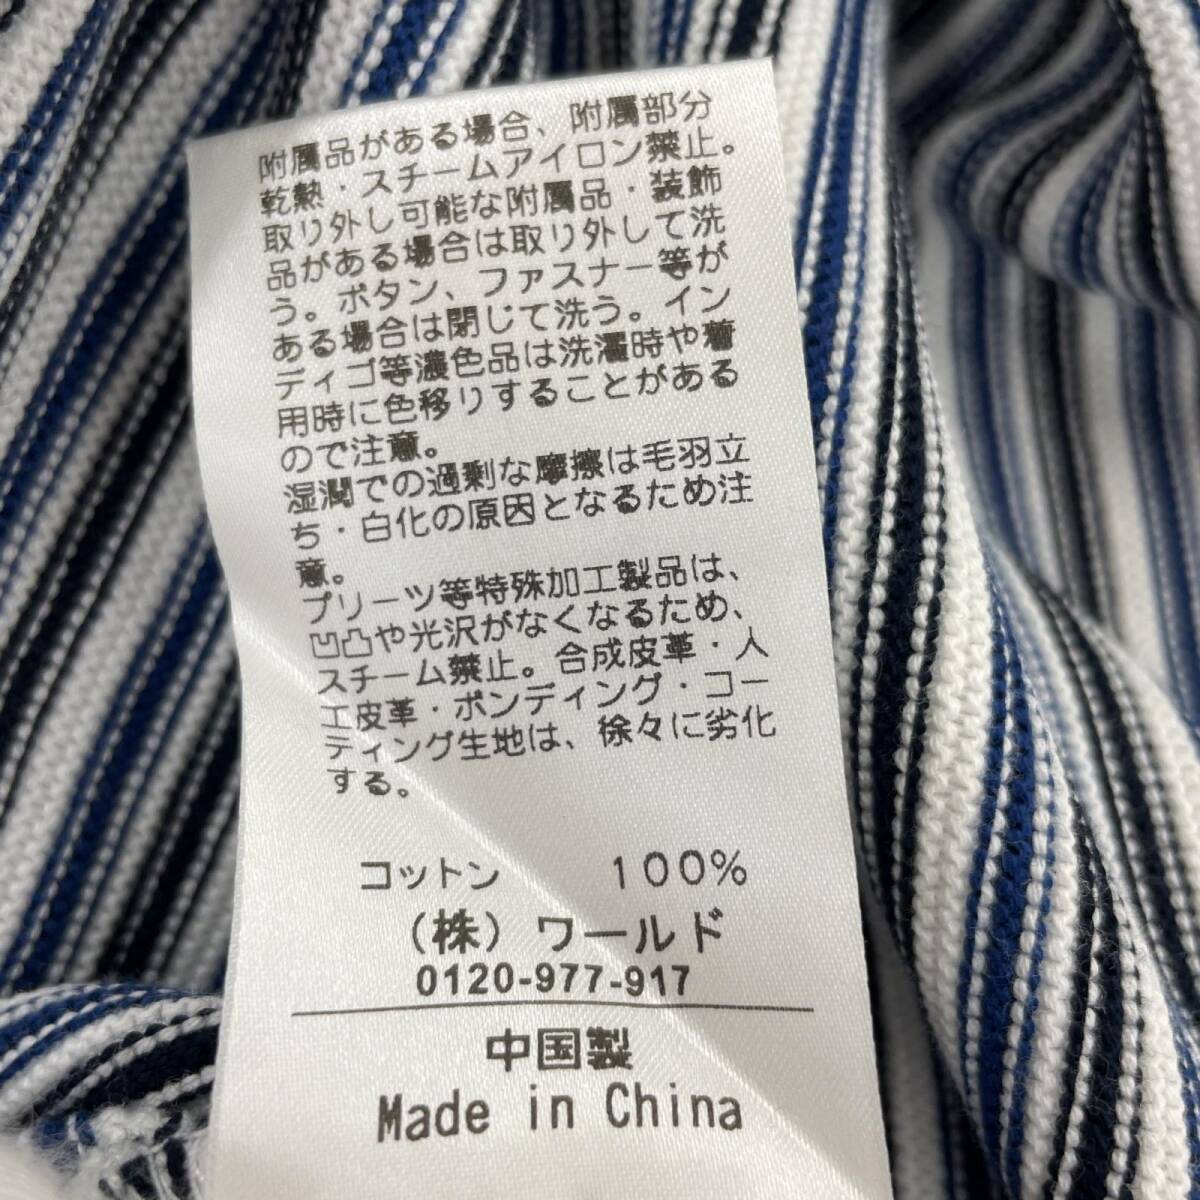 附属品がある場合、附属部分
乾熱・スチームアイロン禁止。
取り外し可能な附属品・装飾
品がある場合は取り外して洗
う。ボタン、ファスナー等が
ある場合は閉じて洗う。イン
ディゴ等濃色品は洗濯時や着
用時に色移りすることがある
ので注意。
湿潤での過剰な摩擦は毛羽立
ち・白化の原因となるため注
意。
プリーツ等特殊加工製品は、
凹凸や光沢がなくなるため、
スチーム禁止。合成皮革・人
工皮革・ボンディング・コー
ティング生地は、徐々に劣化
する。
コットン 100%
(株) ワールド
0120-977-917
中国製
Made in China